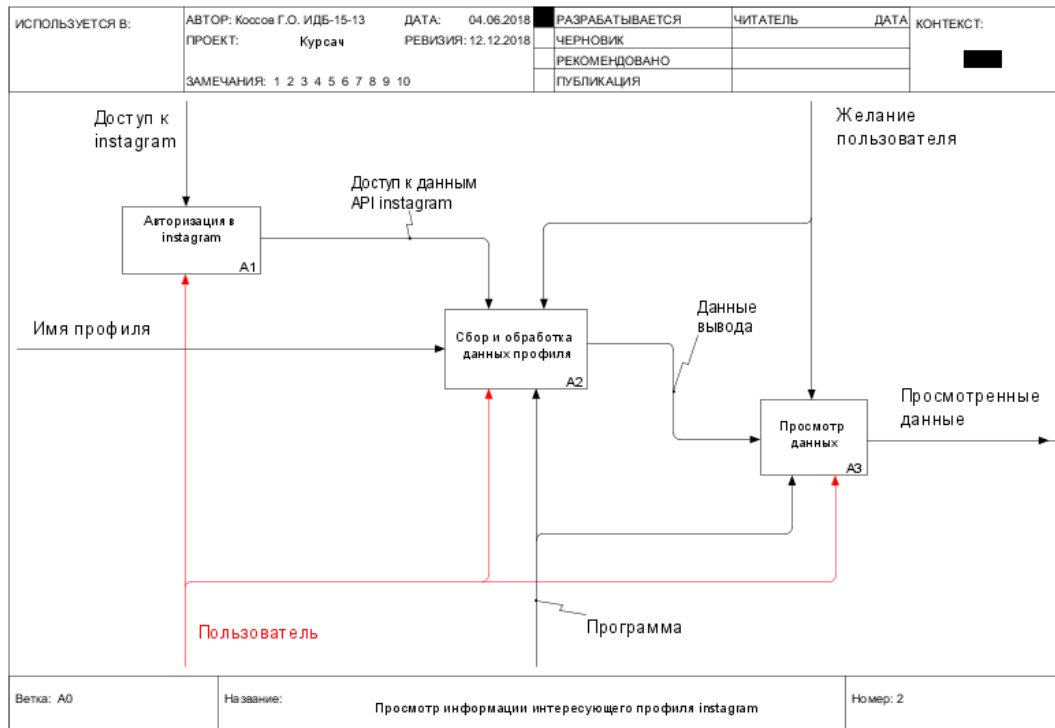 ИСПОЛЬЗУЕТСЯ В:
АВТОР: Коссов Г.О. ИДБ-15-13
ДАТА: 04.06.2018
ПРОЕКТ: Курсач
РЕВИЗИЯ: 12.12.2018
ЗАМЕЧАНИЯ: 1 2 3 4 5 6 7 8 9 10
РАЗРАБАТЫВАЕТСЯ
ЧЕРНОВИК
РЕКОМЕНДОВАНО
ПУБЛИКАЦИЯ
ЧИТАТЕЛЬ
ДАТА
КОНТЕКСТ:
Доступ к
instagram
Желание
пользователя
Доступ к данным
API instagram
Авторизация в
instagram
A1
Имя профиля
Сбор и обработка
данных профиля
A2
Данные
вывода
Просмотр
данных
A3
Просмотренные
данные
Пользователь
Программа
Ветка: A0
Название:
Просмотр информации интересующего профиля instagram
Номер: 2